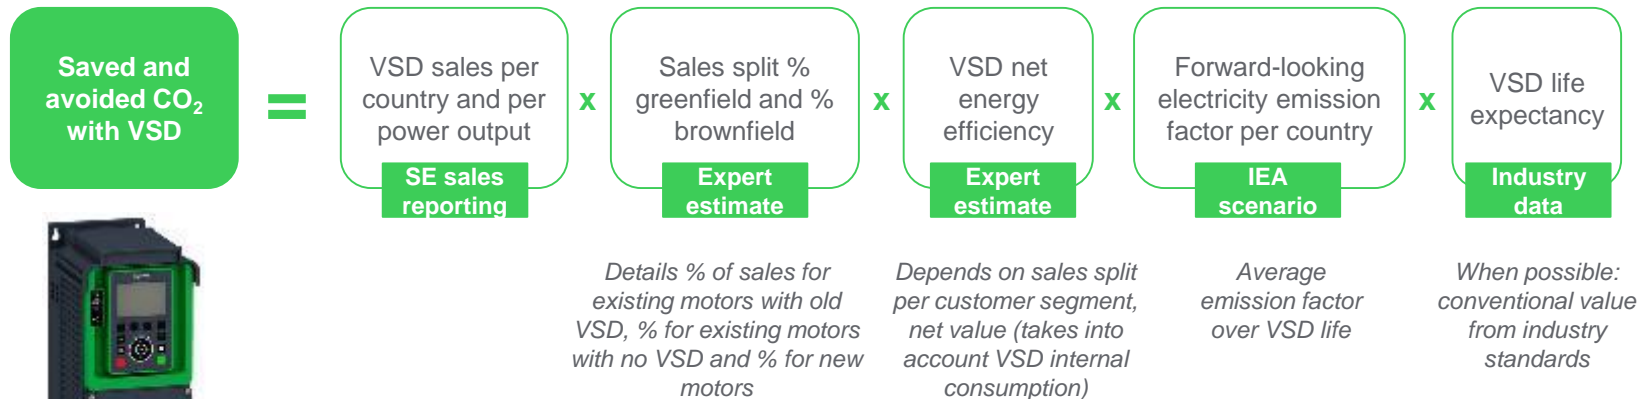 Saved and
avoided CO₂
with VSD
=
VSD sales per
country and per
power output
SE sales
reporting
x
Sales split %
greenfield and %
brownfield
Expert
estimate
x
VSD net
energy
efficiency
Expert
estimate
x
Forward-looking
electricity emission
factor per country
IEA
scenario
x
VSD life
expectancy
Industry
data
Details % of sales for
existing motors with old
VSD, % for existing motors
with no VSD and % for new
motors
Depends on sales split
per customer segment,
net value (takes into
account VSD internal
consumption)
Average
emission factor
over VSD life
When possible:
conventional value
from industry
standards